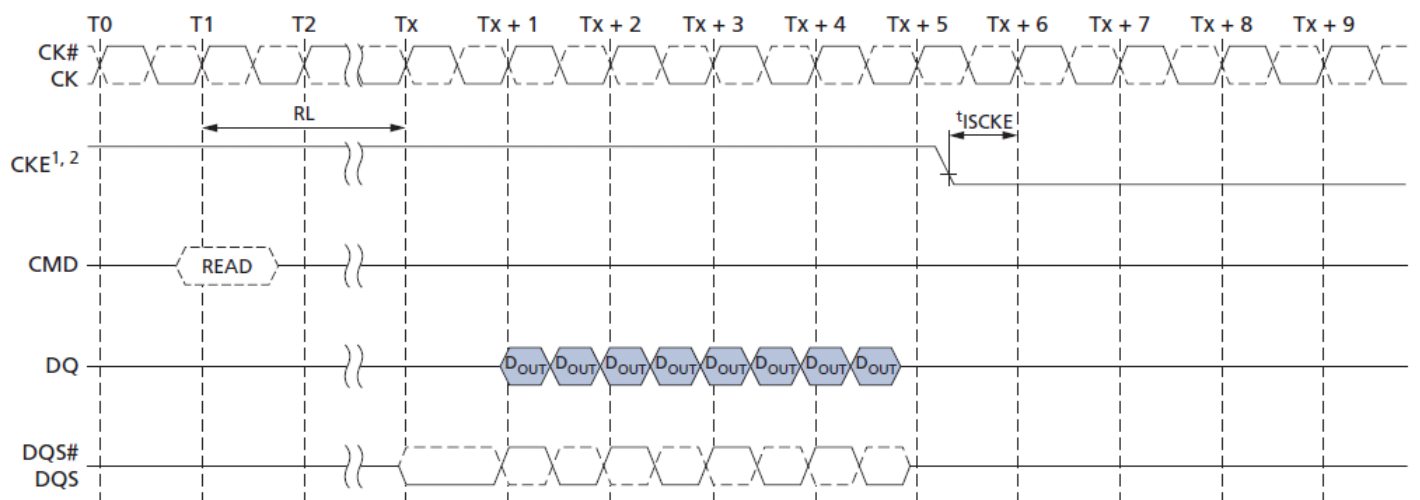 T0 T1 T2 Tx Tx + 1 Tx + 2 Tx + 3 Tx + 4 Tx + 5 Tx + 6 Tx + 7 Tx + 8 Tx + 9
CK#
CK
RL
tISCKE
CKE1, 2
CMD READ
DQ DOUT DOUT DOUT DOUT DOUT DOUT DOUT DOUT
DQS#
DQS